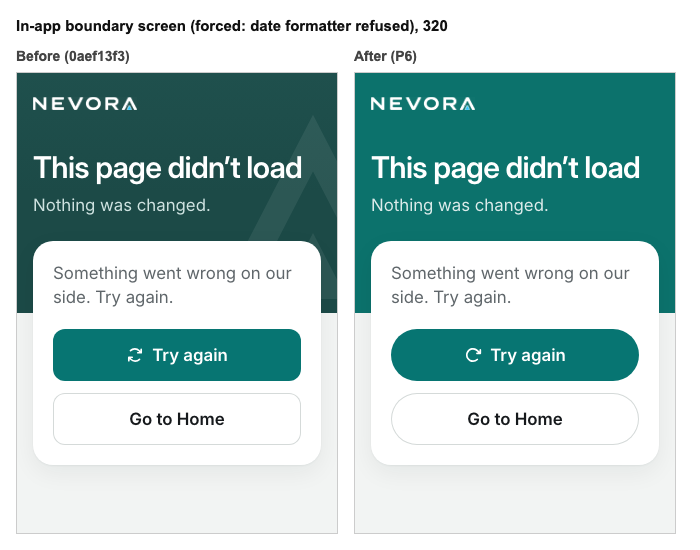 In-app boundary screen (forced: date formatter refused), 320
Before (0aef13f3)
NEVORA
This page didn’t load
Nothing was changed.
Something went wrong on our
side. Try again.
Try again
Go to Home
After (P6)
NEVORA
This page didn’t load
Nothing was changed.
Something went wrong on our
side. Try again.
Try again
Go to Home